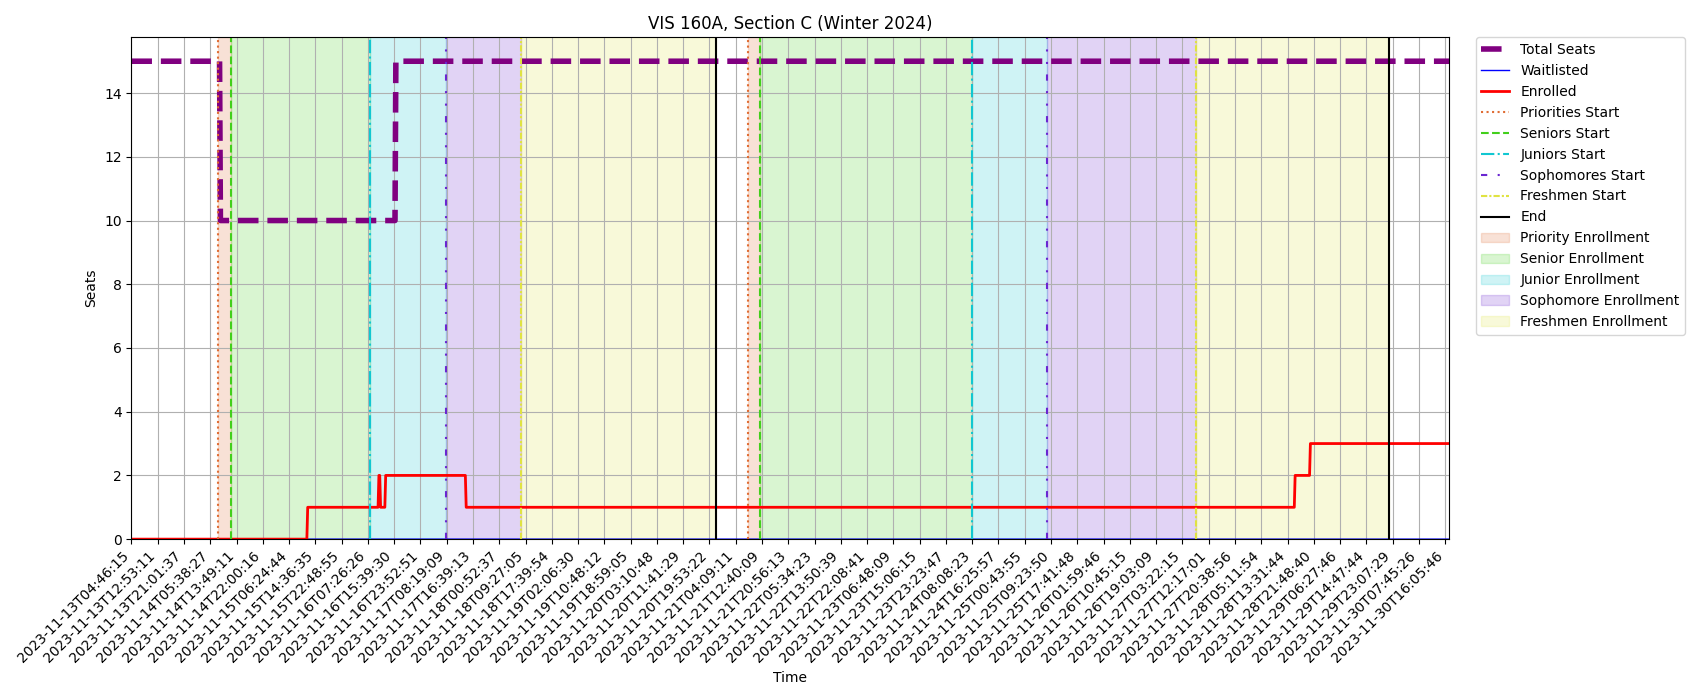 VIS 160A, Section C (Winter 2024)
Seats
14
12
10
8
6
4
2
0
2023-11-13T04:46:15
2023-11-13T12:53:11
2023-11-13T21:01:37
2023-11-14T05:38:27
2023-11-14T13:49:11
2023-11-14T22:00:16
2023-11-15T06:24:44
2023-11-15T14:36:35
2023-11-15T22:48:55
2023-11-16T07:26:26
2023-11-16T15:39:30
2023-11-16T23:52:51
2023-11-17T08:19:09
2023-11-17T16:39:13
2023-11-18T00:52:37
2023-11-18T09:27:05
2023-11-18T17:39:54
2023-11-19T02:06:30
2023-11-19T10:48:12
2023-11-19T18:59:05
2023-11-20T03:10:48
2023-11-20T11:41:29
2023-11-20T19:53:22
2023-11-21T04:09:11
2023-11-21T12:40:09
2023-11-21T20:56:13
2023-11-22T05:34:23
2023-11-22T13:50:39
2023-11-22T22:08:41
2023-11-23T06:48:09
2023-11-23T15:06:15
2023-11-23T23:23:47
2023-11-24T08:08:23
2023-11-24T16:25:57
2023-11-25T00:43:55
2023-11-25T09:23:50
2023-11-25T17:41:48
2023-11-26T01:59:46
2023-11-26T10:45:15
2023-11-26T19:03:09
2023-11-27T03:22:15
2023-11-27T12:17:01
2023-11-27T20:38:56
2023-11-28T05:11:54
2023-11-28T13:31:44
2023-11-28T21:48:40
2023-11-29T06:27:46
2023-11-29T14:47:44
2023-11-29T23:07:29
2023-11-30T07:45:26
2023-11-30T16:05:46
Time
Total Seats
Waitlisted
Enrolled
Priorities Start
Seniors Start
Juniors Start
Sophomores Start
Freshmen Start
End
Priority Enrollment
Senior Enrollment
Junior Enrollment
Sophomore Enrollment
Freshmen Enrollment